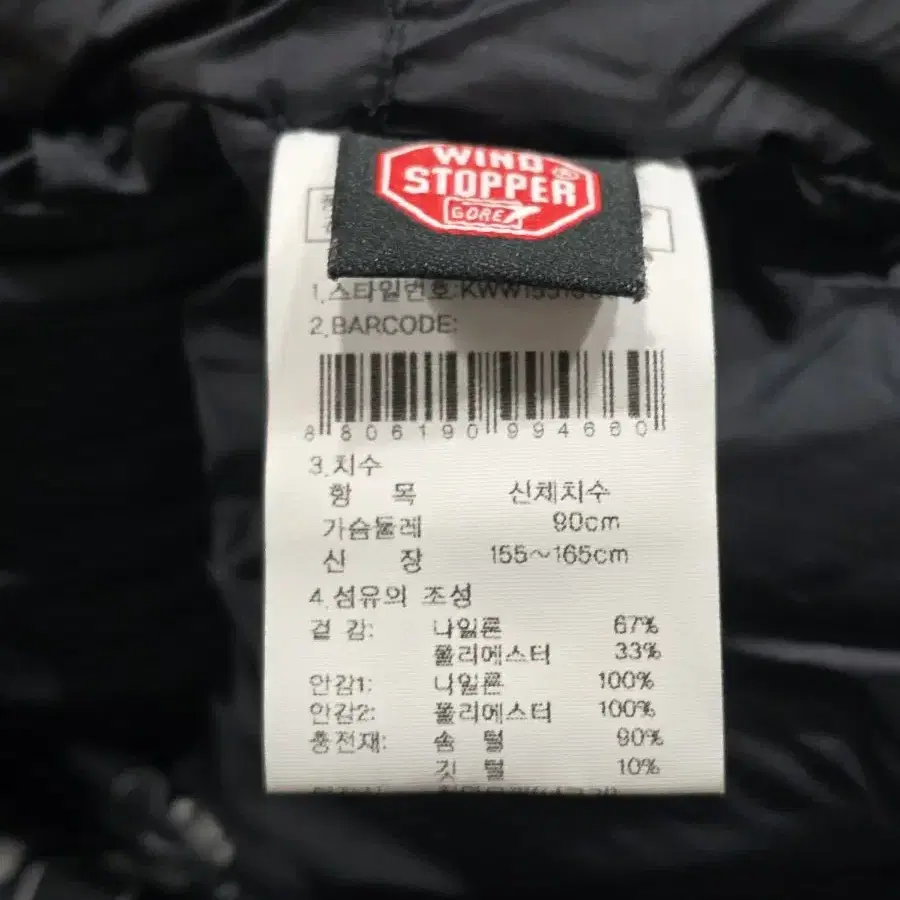 WIND
STOPPER®
GORE
1.스타일번호:
2.BARCODE:
8 806190 994660
3.치수
항 목 신체치수
가슴둘레 90cm
신 장 155~165cm
4.섬유의 조성
겉 감: 나일론 67%
폴리에스터 33%
안감1: 나일론 100%
안감2: 폴리에스터 100%
충전재: 솜 털 90%
깃 털 10%